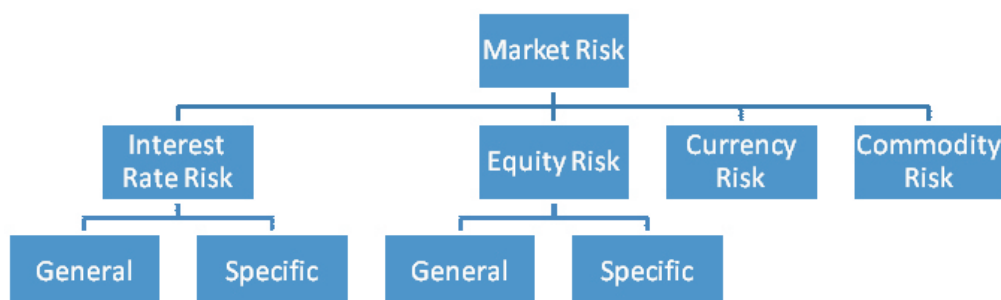 Market Risk
Interest
Rate Risk
Equity Risk
Currency
Risk
Commodity
Risk
General
Specific
General
Specific